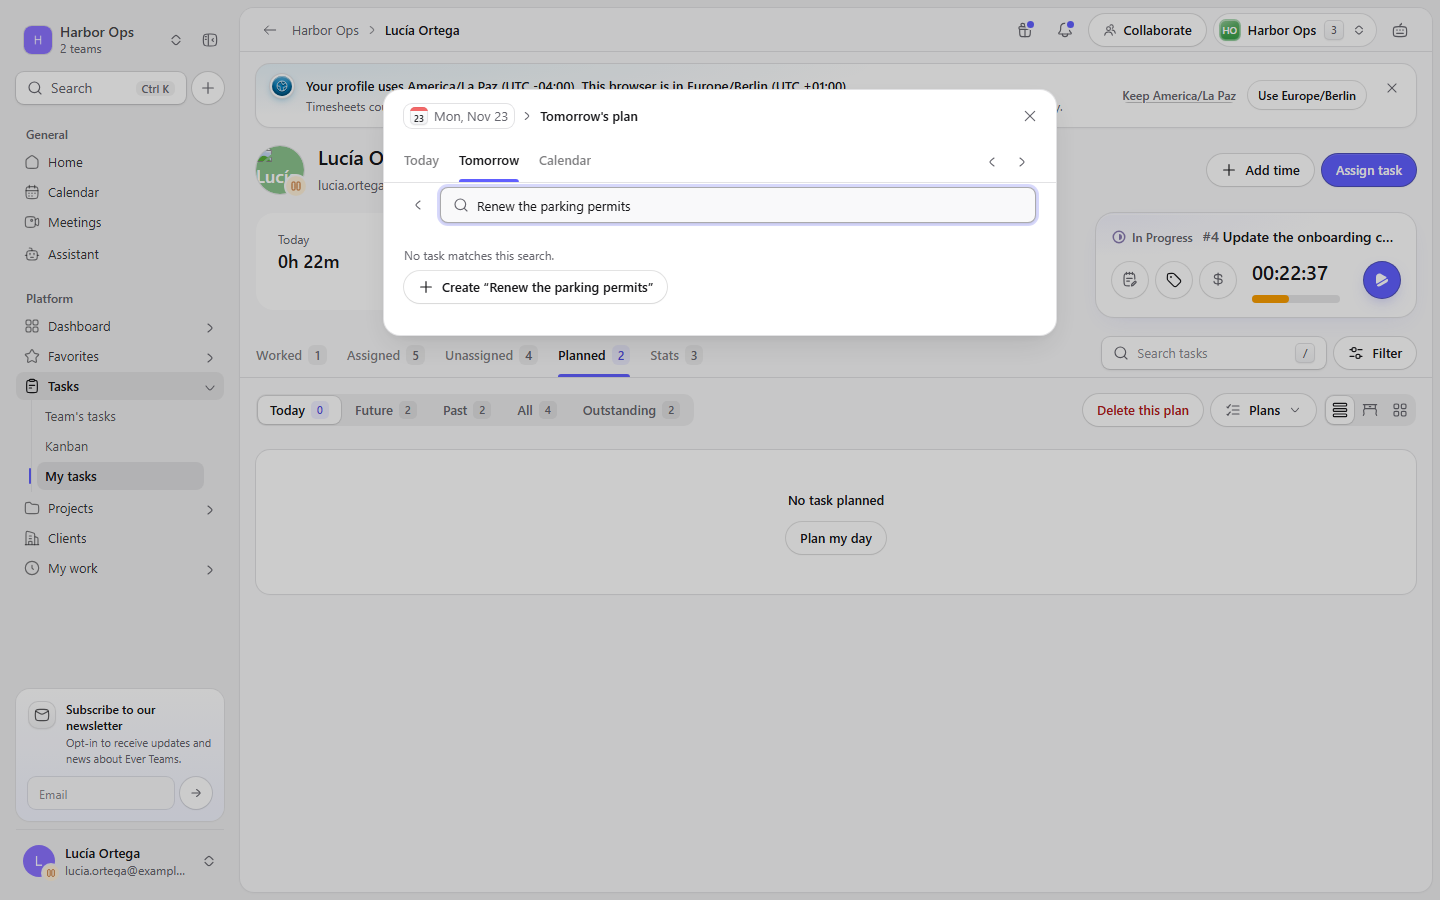 H
Harbor Ops
2 teams
Search
Ctrl K
General
Home
Calendar
Meetings
Assistant
Platform
Dashboard
Favorites
Tasks
Team's tasks
Kanban
My tasks
Projects
Clients
My work
Subscribe to our
newsletter
Opt-in to receive updates and
news about Ever Teams.
Email
L
Lucía Ortega
lucia.ortega@exampl...
Harbor Ops
Lucía Ortega
Collaborate
HO
Harbor Ops
3
Your profile uses America/La Paz (UTC -04:00). This browser is in Europe/Berlin (UTC +01:00)
Timesheets
Keep America/La Paz
Use Europe/Berlin
Lucía O
lucia.ortega
Add time
Assign task
Today
0h 22m
In Progress
#4 Update the onboarding c...
$
00:22:37
23
Mon, Nov 23
Tomorrow's plan
Today
Tomorrow
Calendar
Renew the parking permits
No task matches this search.
Create “Renew the parking permits”
Worked 1
Assigned 5
Unassigned 4
Planned 2
Stats 3
Search tasks
/
Filter
Today 0
Future 2
Past 2
All 4
Outstanding 2
Delete this plan
Plans
No task planned
Plan my day